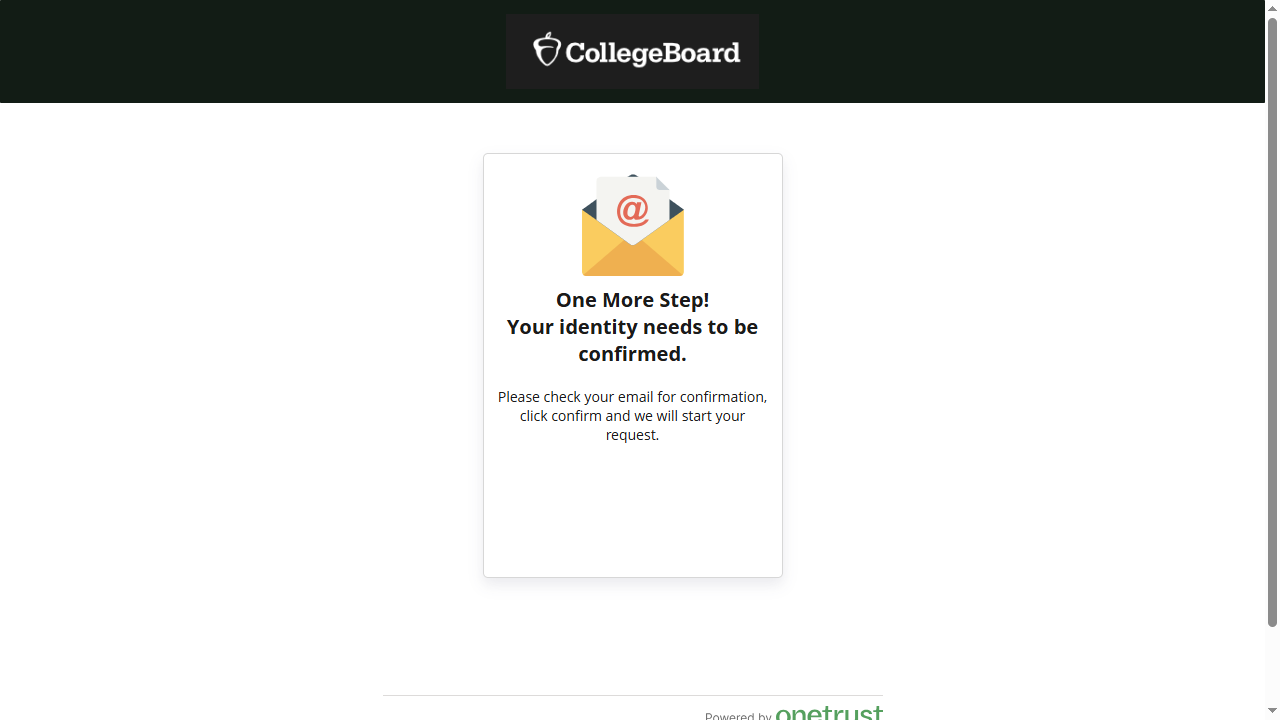 CollegeBoard
@
One More Step!
Your identity needs to be
confirmed.
Please check your email for confirmation,
click confirm and we will start your
request.
Powered by onetrust